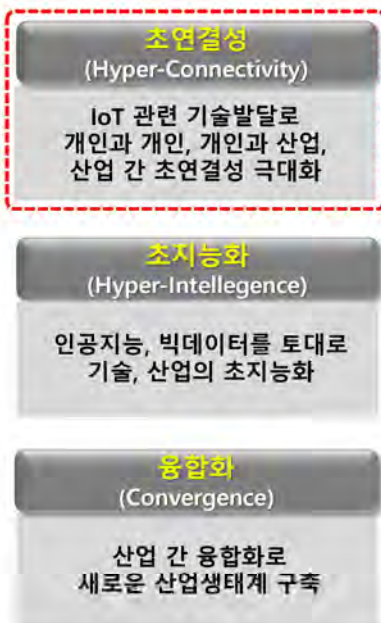 초연결성
(Hyper-Connectivity)
IoT 관련 기술발달로
개인과 개인, 개인과 산업,
산업 간 초연결성 극대화
초지능화
(Hyper-Intellegence)
인공지능, 빅데이터를 토대로
기술, 산업의 초지능화
융합화
(Convergence)
산업 간 융합화로
새로운 산업생태계 구축